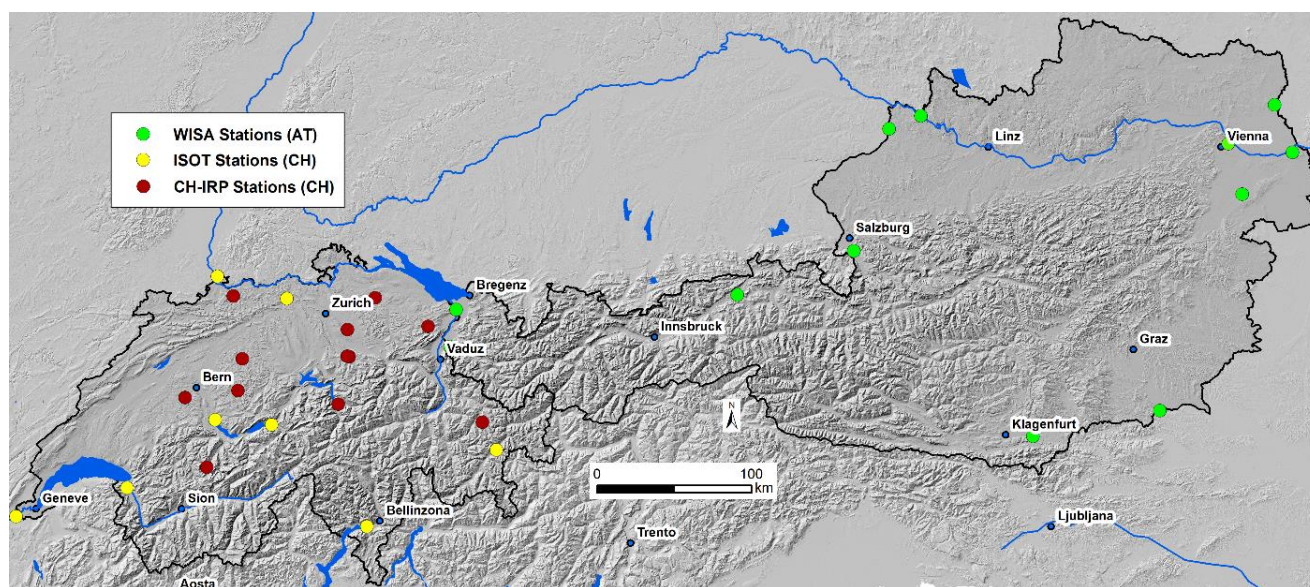 WISA Stations (AT)
ISOT Stations (CH)
CH-IRP Stations (CH)
Linz
Vienna
Salzburg
Bregenz
Zurich
Innsbruck
Vaduz
Graz
Bern
N
Klagenfurt
0 100
km
Geneve
Sion
Bellinzona
Ljubljana
Trento
Aosta